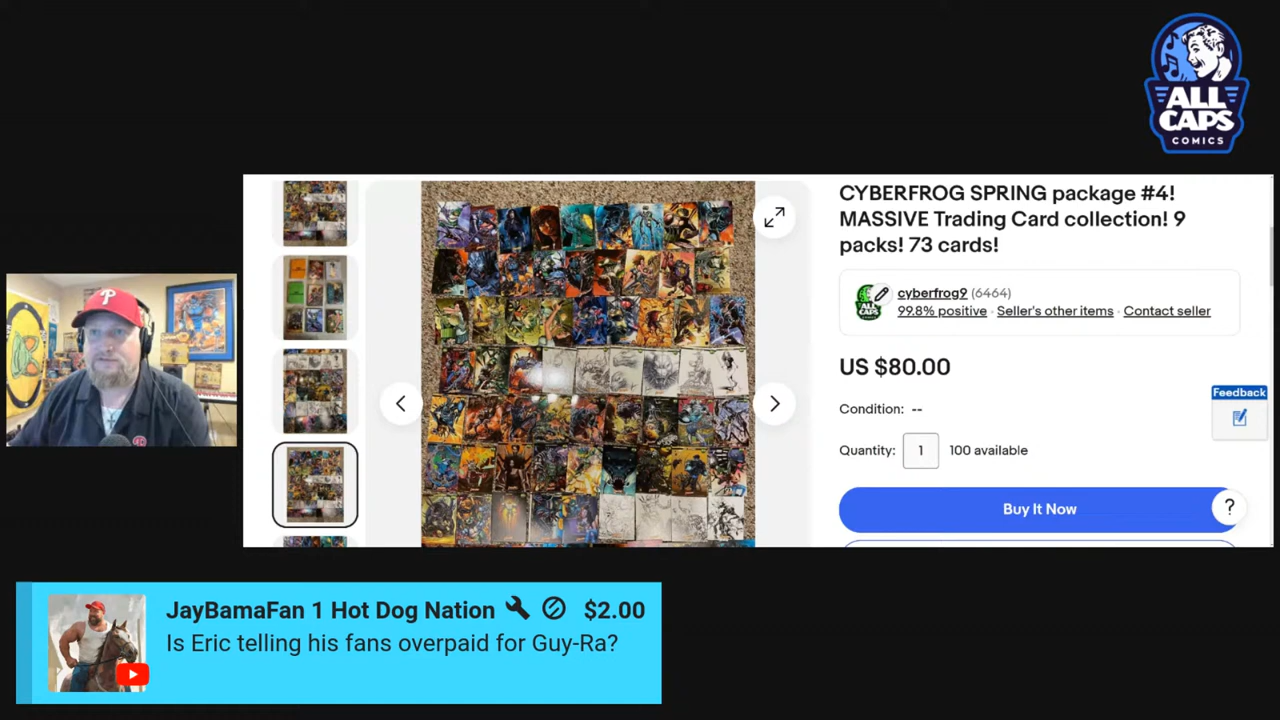 ALL
CAPS
COMICS
CYBERFROG SPRING package #4!
MASSIVE Trading Card collection! 9
packs! 73 cards!
cyberfrog9 (6464)
99.8% positive · Seller's other items · Contact seller
US $80.00
Condition: --
Quantity: 1 100 available
Feedback
Buy It Now
?
JayBamaFan 1 Hot Dog Nation $2.00
Is Eric telling his fans overpaid for Guy-Ra?